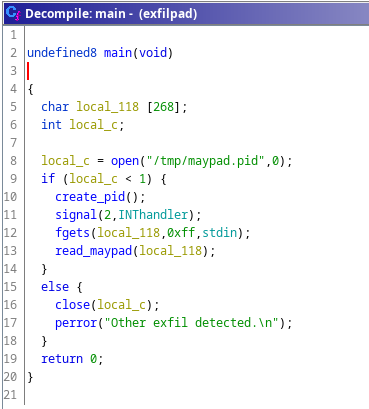 Decompile: main - (exfilpad)
1
2 undefined8 main(void)
3
4 {
5 char local_118 [268];
6 int local_c;
7
8 local_c = open("/tmp/maypad.pid",0);
9 if (local_c < 1) {
10 create_pid();
11 signal(2,INThandler);
12 fgets(local_118,0xff,stdin);
13 read_maypad(local_118);
14 }
15 else {
16 close(local_c);
17 perror("Other exfil detected.\n");
18 }
19 return 0;
20 }
21